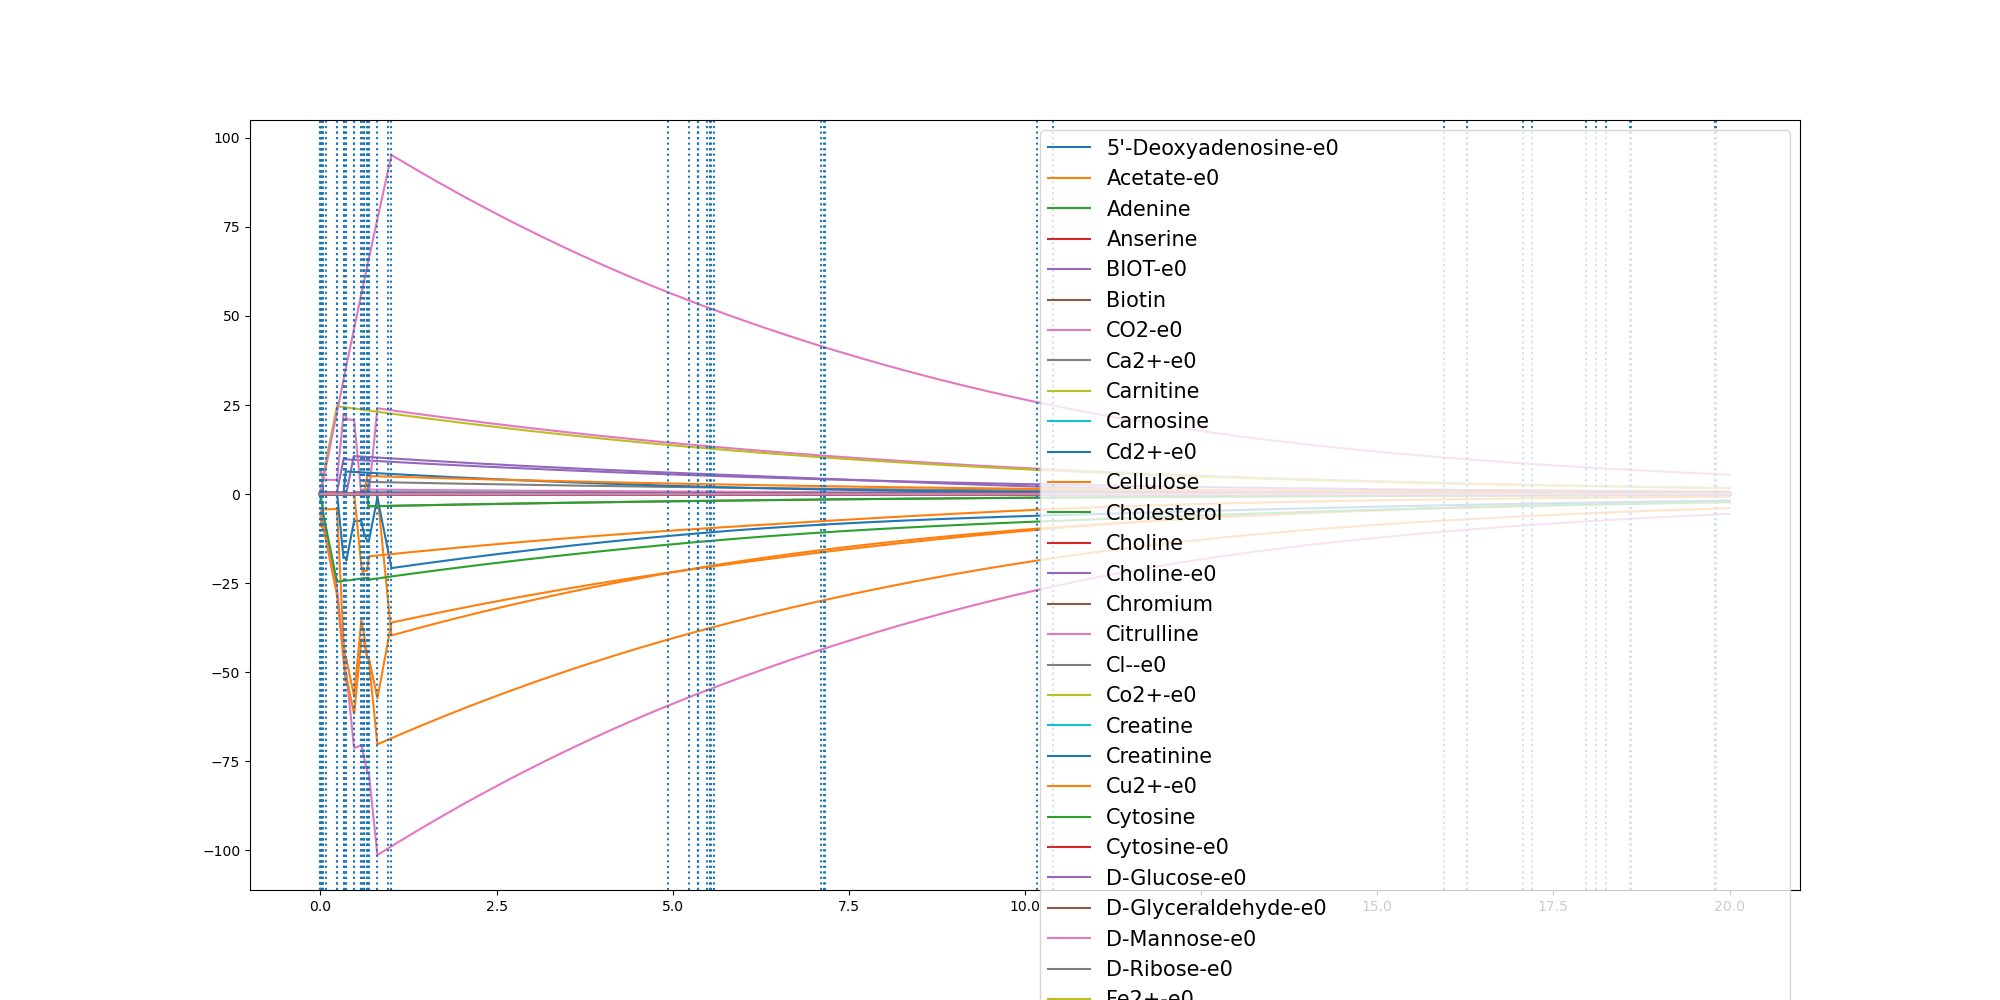 100
75
50
25
0
−25
−50
−75
−100
0.0
2.5
5.0
7.5
10.0
15.0
17.5
20.0
5'-Deoxyadenosine-e0
Acetate-e0
Adenine
Anserine
BIOT-e0
Biotin
CO2-e0
Ca2+-e0
Carnitine
Carnosine
Cd2+-e0
Cellulose
Cholesterol
Choline
Choline-e0
Chromium
Citrulline
Cl--e0
Co2+-e0
Creatine
Creatinine
Cu2+-e0
Cytosine
Cytosine-e0
D-Glucose-e0
D-Glyceraldehyde-e0
D-Mannose-e0
D-Ribose-e0
Fe2+-e0